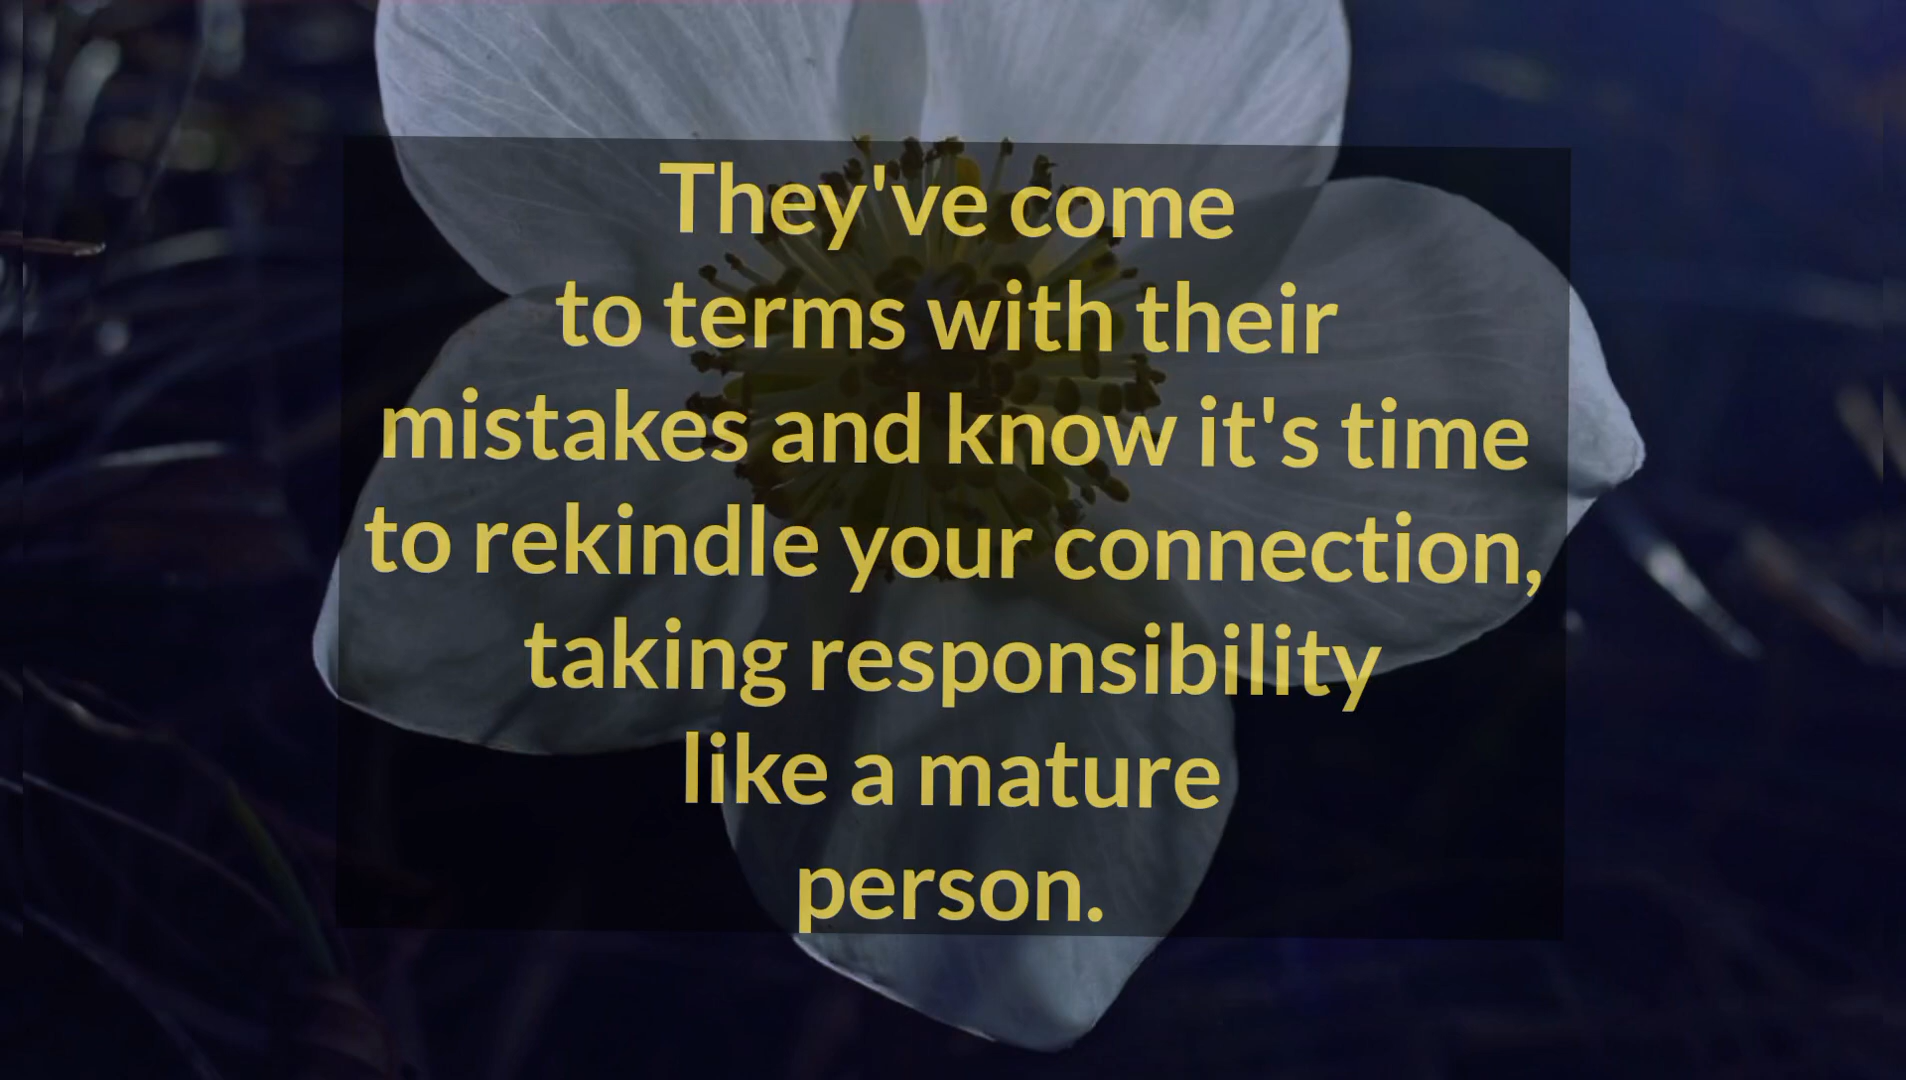 They've come
to terms with their
mistakes and know it's time
to rekindle your connection,
taking responsibility
like a mature
person.